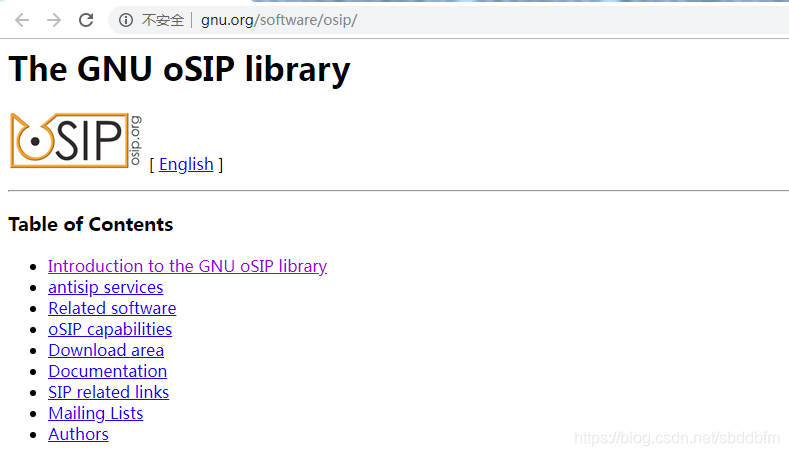 不安全 | gnu.org/software/osip/
The GNU oSIP library
OSIP osip.org
[ English ]
Table of Contents
Introduction to the GNU oSIP library
antisip services
Related software
oSIP capabilities
Download area
Documentation
SIP related links
Mailing Lists
Authors
https://blog.csdn.net/sbddbfm